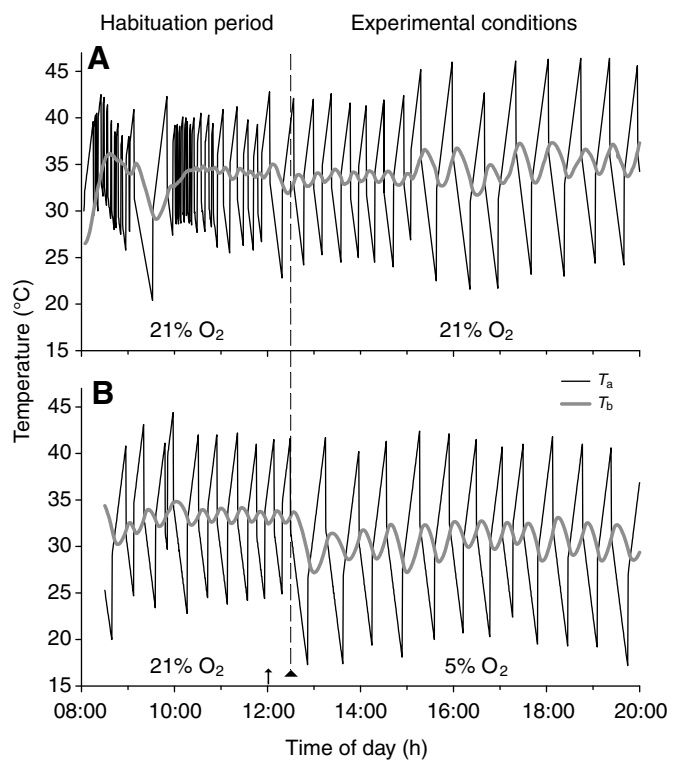 Habituation period Experimental conditions
A
45
40
35
30
25
20
15
21% O₂ 21% O₂
Temperature (°C)
B
Tₐ
T_b
45
40
35
30
25
20
15
21% O₂ 5% O₂
08:00 10:00 12:00 14:00 16:00 18:00 20:00
Time of day (h)